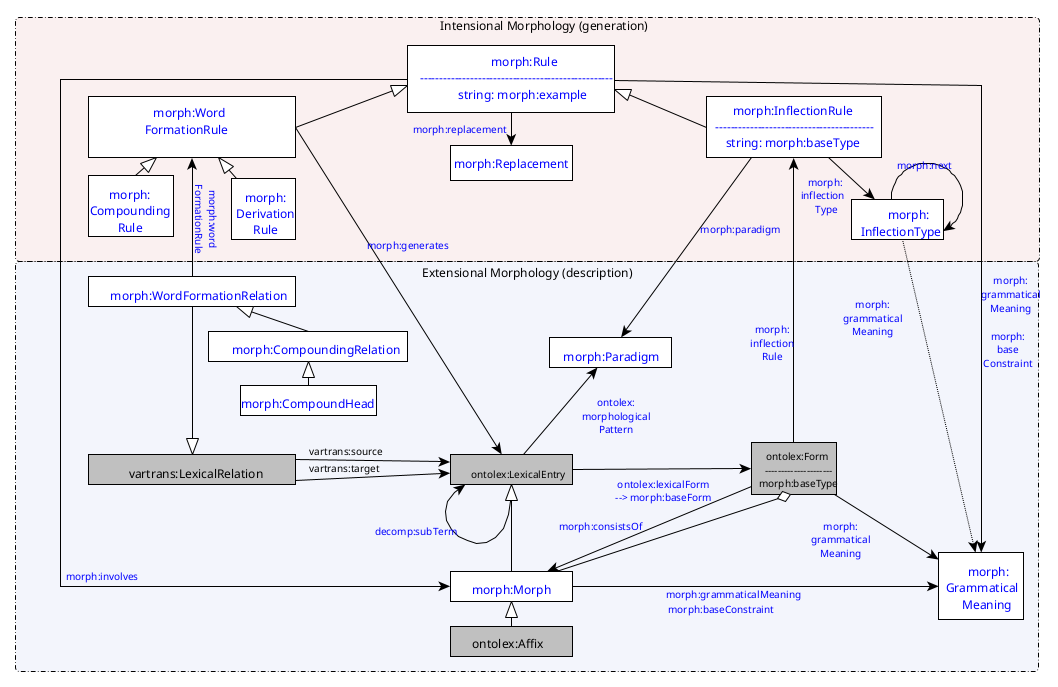 Intensional Morphology (generation)
morph:Rule
--------------------------------------------------
string: morph:example
morph:Word
FormationRule
morph:replacement
morph:Replacement
morph:InflectionRule
-----------------------------------------
string: morph:baseType
morph:
Compounding
Rule
morph:word
FormationRule
morph:
Derivation
Rule
morph:
inflection
Type
morph:next
morph:
InflectionType
morph:generates
morph:paradigm
Extensional Morphology (description)
morph:WordFormationRelation
morph:CompoundingRelation
morph:CompoundHead
morph:Paradigm
morph:
inflection
Rule
morph:
grammatical
Meaning
morph:
grammatical
Meaning
morph:
base
Constraint
ontolex:
morphological
Pattern
vartrans:LexicalRelation
vartrans:source
vartrans:target
ontolex:LexicalEntry
ontolex:Form
--------------------
morph:baseType
ontolex:lexicalForm
--> morph:baseForm
decomp:subTerm
morph:consistsOf
morph:
grammatical
Meaning
morph:involves
morph:Morph
morph:grammaticalMeaning
morph:baseConstraint
morph:
Grammatical
Meaning
ontolex:Affix